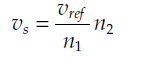 v_s = \frac{v_{ref}}{n_1} n_2